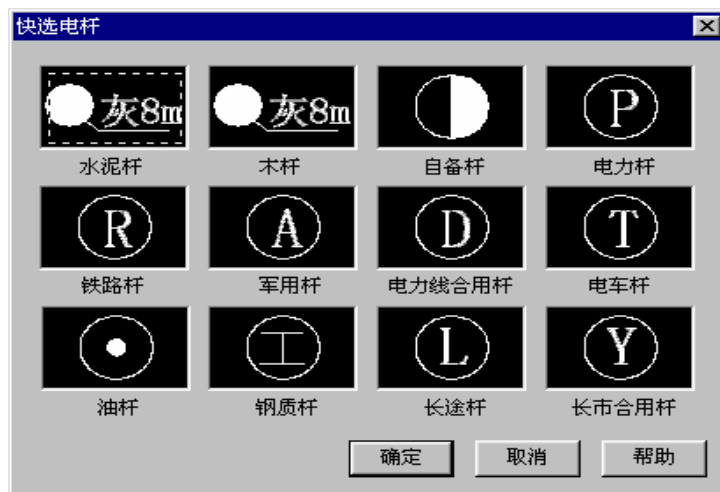 快选电杆
灰8m 灰8m P
水泥杆 木杆 自备杆 电力杆
R A D T
铁路杆 军用杆 电力线合用杆 电车杆
工 L Y
油杆 钢质杆 长途杆 长市合用杆
确定 取消 帮助